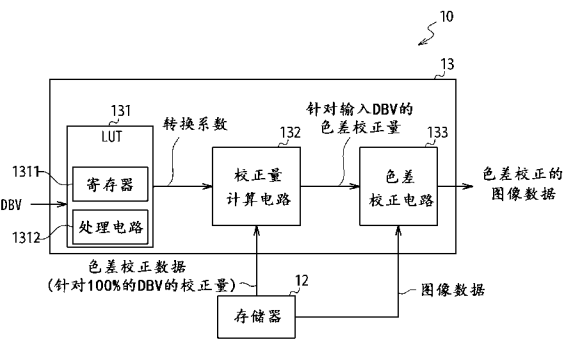 10
13
131
LUT
转换系数
针对输入DBV的
色差校正量
132
133
1311
寄存器
校正量
计算电路
色差
校正电路
色差校正的
图像数据
DBV
1312
处理电路
色差校正数据
(针对100%的DBV的校正量)
12
存储器
图像数据